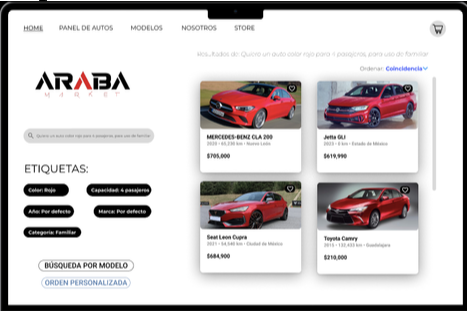 HOME PANEL DE AUTOS MODELOS NOSOTROS STORE
Resultados de: Quiero un auto color rojo para 4 pasajeros, para uso de familiar
Ordenar: Coincidencia
ARABA
MARKET
Quiero un auto color rojo para 4 pasajeros para uso de familiar
ETIQUETAS:
Color: Rojo
Capacidad: 4 pasajeros
Año: Por defecto
Marca: Por defecto
Categoría: Familiar
BÚSQUEDA POR MODELO
ORDEN PERSONALIZADA
MERCEDES-BENZ CLA 200
2020 • 65,238 km • Nuevo León
$705,000
Jetta GLI
2023 • 0 km • Estado de México
$619,990
Seat Leon Cupra
2021 • 54,546 km • Ciudad de México
$684,900
Toyota Camry
2015 • 132,433 km • Guadalajara
$210,000